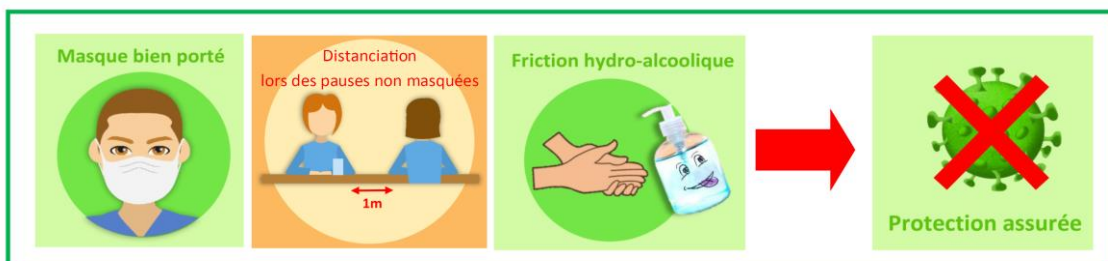 Masque bien porté
Distanciation
lors des pauses non masquées
1m
Friction hydro-alcoolique
Protection assurée